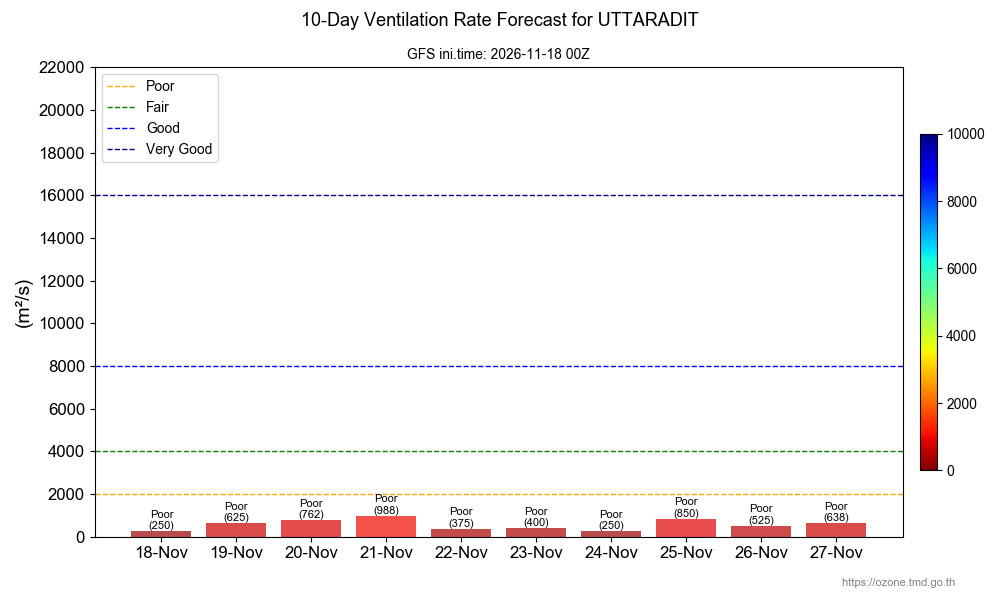 10-Day Ventilation Rate Forecast for UTTARADIT
GFS ini.time: 2026-11-18 00Z
(m²/s)
22000
20000
18000
16000
14000
12000
10000
8000
6000
4000
2000
0
Poor
Fair
Good
Very Good
Poor
(250)
Poor
(625)
Poor
(762)
Poor
(988)
Poor
(375)
Poor
(400)
Poor
(250)
Poor
(850)
Poor
(525)
Poor
(638)
18-Nov
19-Nov
20-Nov
21-Nov
22-Nov
23-Nov
24-Nov
25-Nov
26-Nov
27-Nov
10000
8000
6000
4000
2000
0
https://ozone.tmd.go.th